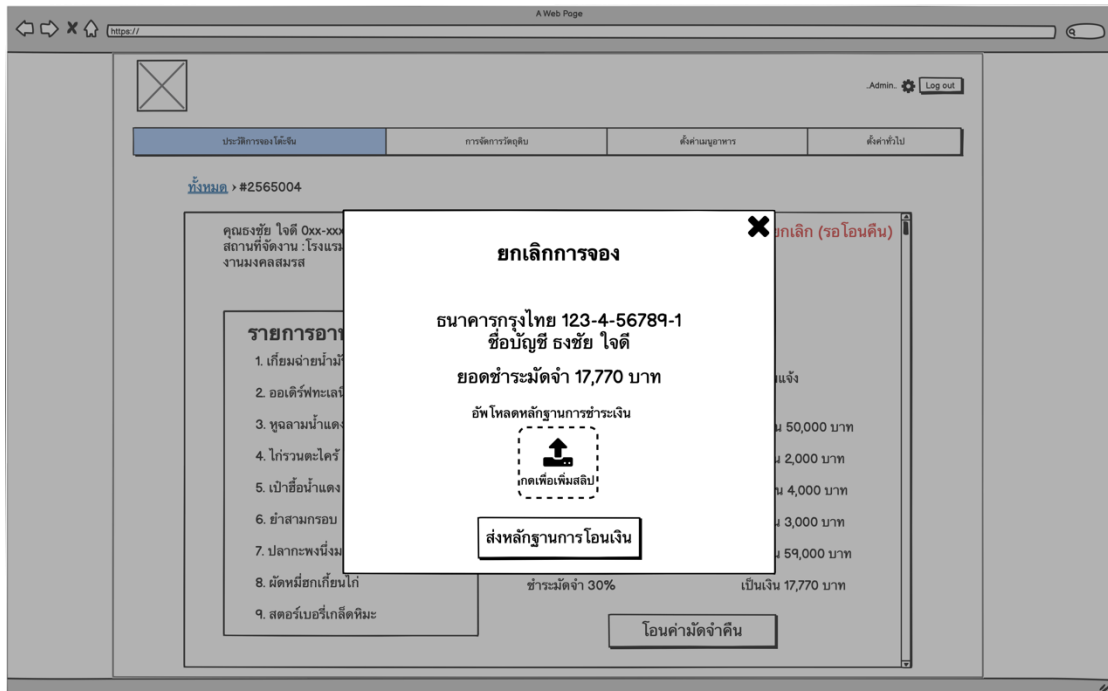 A Web Page
https://
..Admin.. Log out
ประวัติการจองโต๊ะจีน การจัดการวัตถุดิบ ตั้งค่าเมนูอาหาร ตั้งค่าทั่วไป
ทั้งหมด › #2565004
คุณธงชัย ใจดี 0xx-xxx
สถานที่จัดงาน : โรงแรม
งานมงคลสมรส
ยกเลิก (รอโอนคืน)
ยกเลิกการจอง
ธนาคารกรุงไทย 123-4-56789-1
ชื่อบัญชี ธงชัย ใจดี
ยอดชำระมัดจำ 17,770 บาท
อัพโหลดหลักฐานการชำระเงิน
กดเพื่อเพิ่มสลิป
ส่งหลักฐานการโอนเงิน
1. เกี๊ยมฉ่ายน้ำมั
2. ออเดิร์ฟทะเล
3. หูฉลามน้ำแดง
50,000 บาท
4. ไก่รวนตะไคร้
2,000 บาท
5. เป๋าฮื้อน้ำแดง
4,000 บาท
6. ยำสามกรอบ
3,000 บาท
7. ปลากะพงนึ่งม
59,000 บาท
8. ผัดหมี่ฮกเกี้ยนไก่
ชำระมัดจำ 30% เป็นเงิน 17,770 บาท
9. สตอร์เบอรี่เกล็ดหิมะ
โอนค่ามัดจำคืน